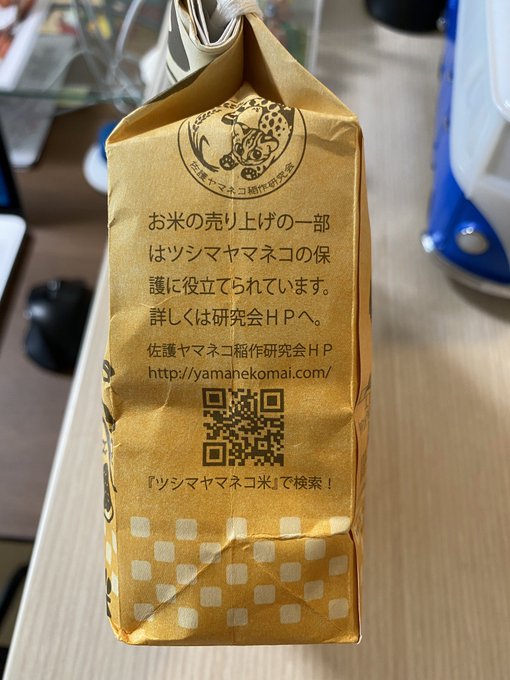 佐護ヤマネコ稲作研究会
お米の売り上げの一部
はツシマヤマネコの保
護に役立てられています。
詳しくは研究会ＨＰへ。
佐護ヤマネコ稲作研究会ＨＰ
http://yamanekomai.com/
『ツシマヤマネコ米』で検索！